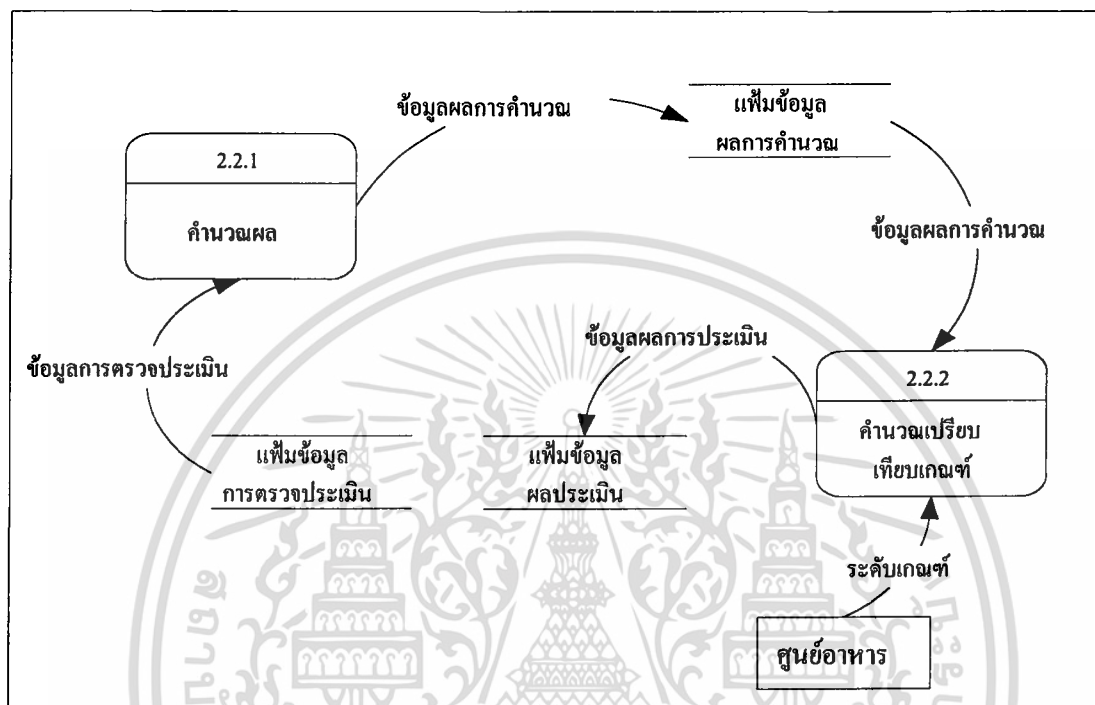 ข้อมูลผลการคำนวณ
แฟ้มข้อมูล
ผลการคำนวณ
2.2.1
คำนวณผล
ข้อมูลผลการคำนวณ
ข้อมูลผลการประเมิน
ข้อมูลการตรวจประเมิน
2.2.2
คำนวณเปรียบ
เทียบเกณฑ์
แฟ้มข้อมูล
การตรวจประเมิน
แฟ้มข้อมูล
ผลประเมิน
ระดับเกณฑ์
ศูนย์อาหาร